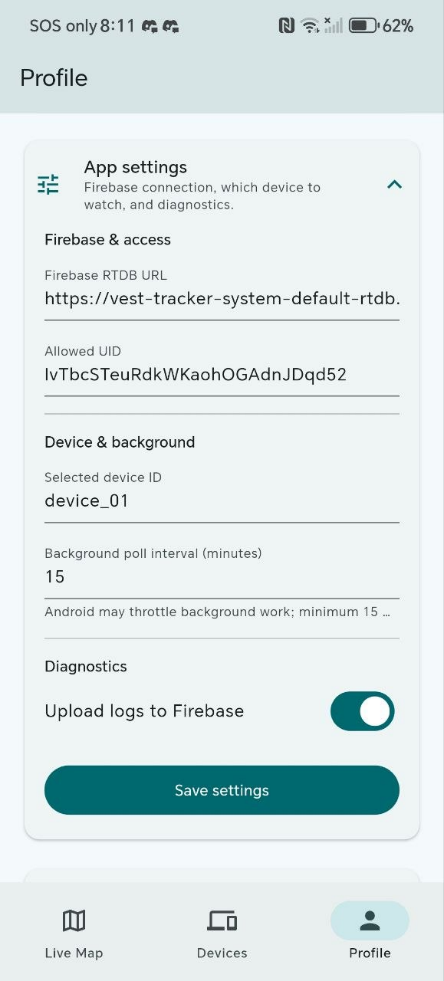 SOS only 8:11 62%
Profile
App settings
Firebase connection, which device to
watch, and diagnostics.
Firebase & access
Firebase RTDB URL
https://vest-tracker-system-default-rtdb.
Allowed UID
IvTbcSTeuRdkWKaohOGAdnJDqd52
Device & background
Selected device ID
device_01
Background poll interval (minutes)
15
Android may throttle background work; minimum 15 ...
Diagnostics
Upload logs to Firebase
Save settings
Live Map
Devices
Profile